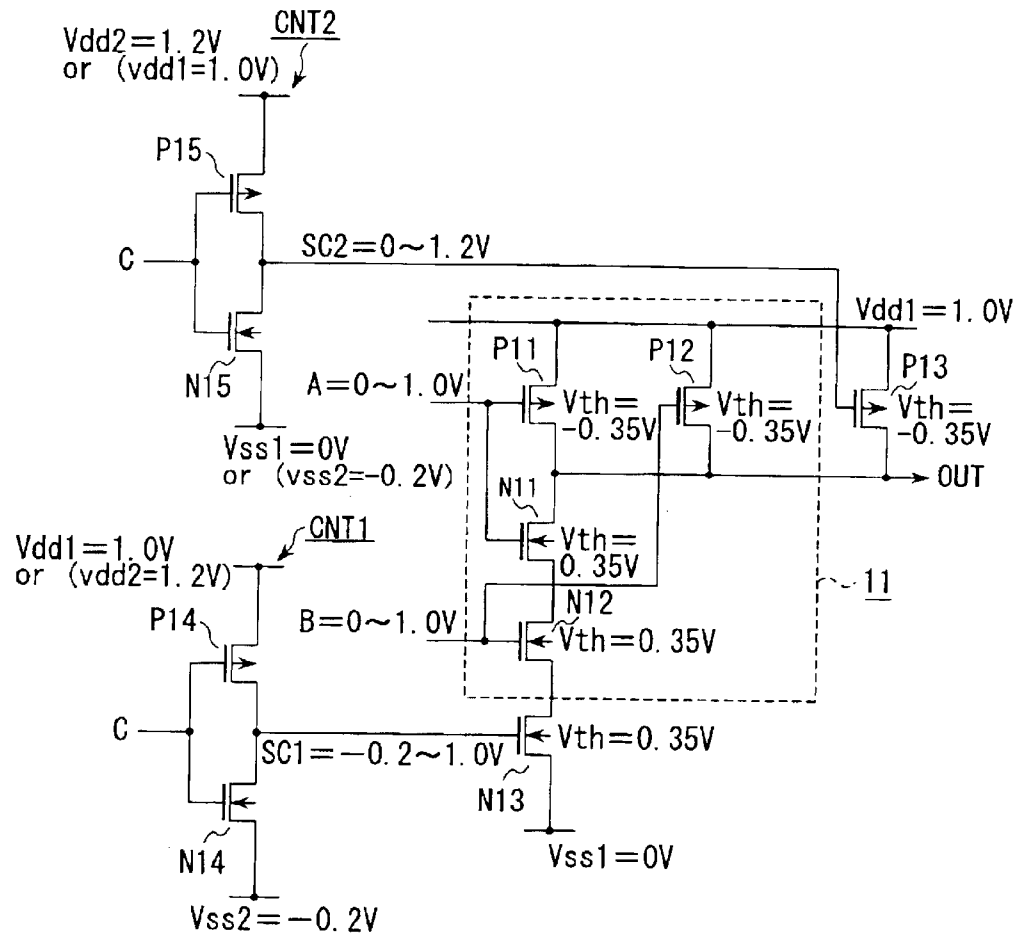 CNT2
Vdd2=1.2V
or (vdd1=1.0V)
P15
C
SC2=0~1.2V
N15
Vss1=0V
or (vss2=-0.2V)
Vdd1=1.0V
P11
P12
P13
A=0~1.0V
Vth=
-0.35V
Vth=
-0.35V
Vth=
-0.35V
OUT
N11
Vth=
0.35V
CNT1
Vdd1=1.0V
or (vdd2=1.2V)
11
N12
B=0~1.0V
Vth=0.35V
P14
C
SC1=-0.2~1.0V
Vth=0.35V
N13
N14
Vss1=0V
Vss2=-0.2V